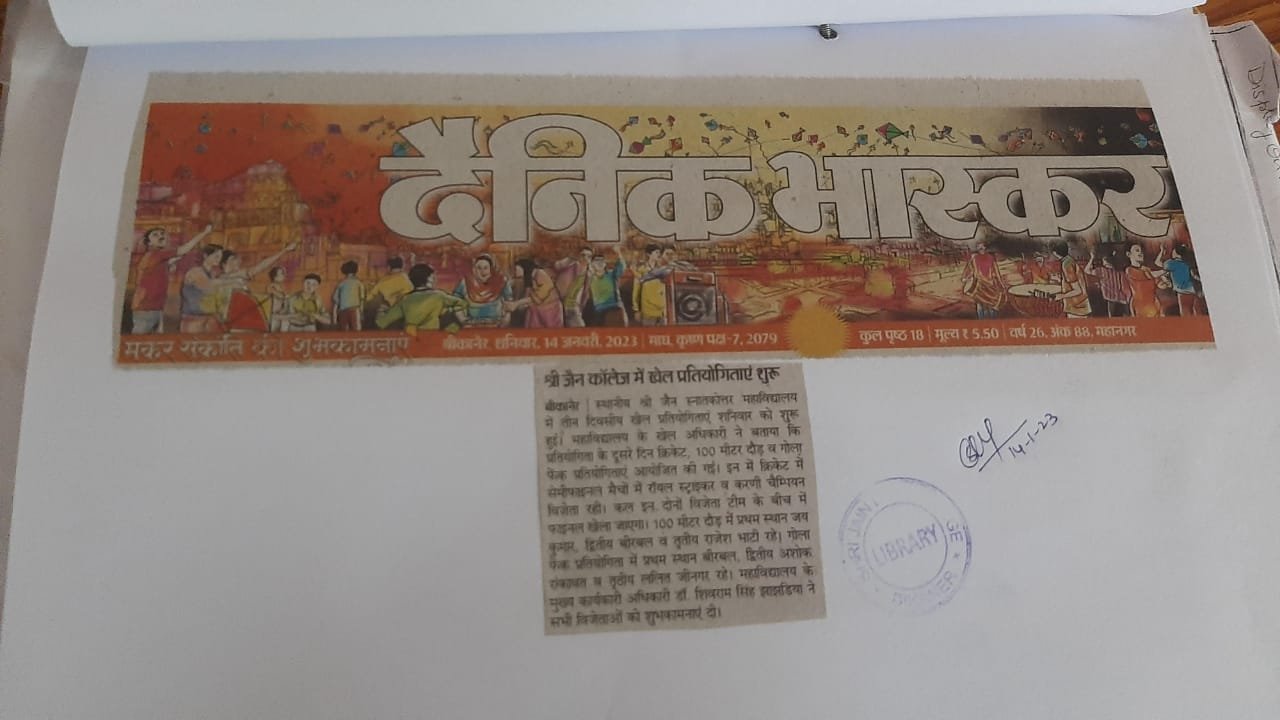 दैनिक भास्कर
मकर संक्रांति की शुभकामनाएं
बीकानेर, शनिवार, 14 जनवरी, 2023 | माघ, कृष्ण पक्ष-7, 2079
कुल पृष्ठ 18 | मूल्य ₹ 5.50 | वर्ष 26, अंक 88, महानगर
श्री जैन कॉलेज में खेल प्रतियोगिताएं शुरू
बीकानेर | स्थानीय श्री जैन स्नातकोत्तर महाविद्यालय
में तीन दिवसीय खेल प्रतियोगिताएं शनिवार को शुरू
हुई। महाविद्यालय के खेल अधिकारी ने बताया कि
प्रतियोगिता के दूसरे दिन क्रिकेट, 100 मीटर दौड़ व गोला
फेंक प्रतियोगिताएं आयोजित की गई। इन में क्रिकेट में
सेमीफाइनल मैचों में रॉयल स्ट्राइकर व करणी चैम्पियन
विजेता रही। कल इन दोनों विजेता टीम के बीच में
फाइनल खेला जाएगा। 100 मीटर दौड़ में प्रथम स्थान जय
कुमार, द्वितीय बीरबल व तृतीय राजेश भाटी रहे। गोला
फेंक प्रतियोगिता में प्रथम स्थान बीरबल, द्वितीय अशोक
रांकावत व तृतीय ललित जीनगर रहे। महाविद्यालय के
मुख्य कार्यकारी अधिकारी डॉ. शिवराम सिंह झाझड़िया ने
सभी विजेताओं को शुभकामनाएं दी।
14-1-23
SHRI JAIN
LIBRARY
BIKANER